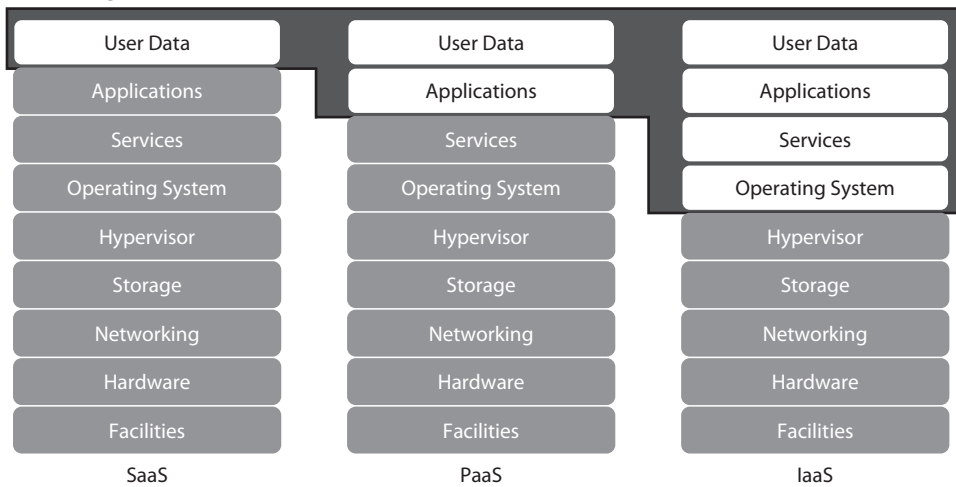 User Data
Applications
Services
Operating System
Hypervisor
Storage
Networking
Hardware
Facilities
SaaS
User Data
Applications
Services
Operating System
Hypervisor
Storage
Networking
Hardware
Facilities
PaaS
User Data
Applications
Services
Operating System
Hypervisor
Storage
Networking
Hardware
Facilities
IaaS